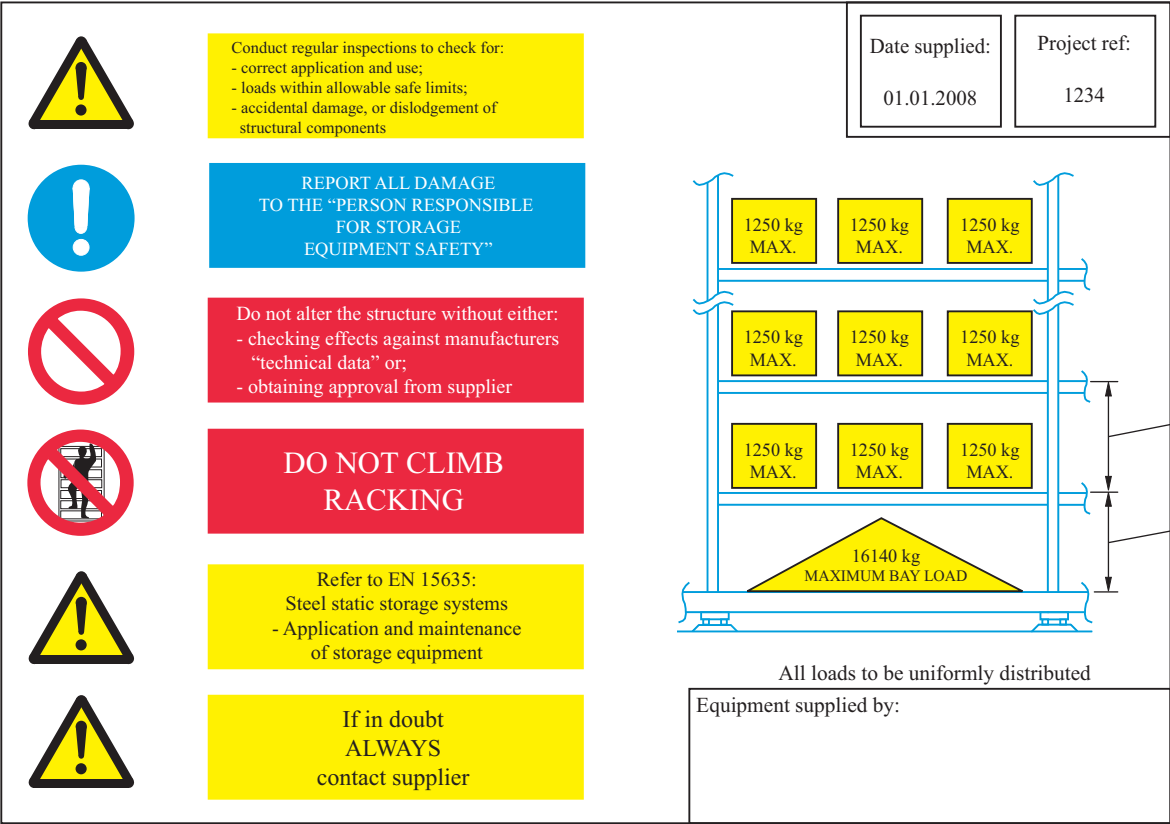 Conduct regular inspections to check for:
- correct application and use;
- loads within allowable safe limits;
- accidental damage, or dislodgement of
structural components
REPORT ALL DAMAGE
TO THE “PERSON RESPONSIBLE
FOR STORAGE
EQUIPMENT SAFETY”
Do not alter the structure without either:
- checking effects against manufacturers
“technical data” or;
- obtaining approval from supplier
DO NOT CLIMB
RACKING
Refer to EN 15635:
Steel static storage systems
- Application and maintenance
of storage equipment
If in doubt
ALWAYS
contact supplier
Date supplied:
01.01.2008
Project ref:
1234
1250 kg
MAX.
1250 kg
MAX.
1250 kg
MAX.
1250 kg
MAX.
1250 kg
MAX.
1250 kg
MAX.
1250 kg
MAX.
1250 kg
MAX.
1250 kg
MAX.
16140 kg
MAXIMUM BAY LOAD
All loads to be uniformly distributed
Equipment supplied by: